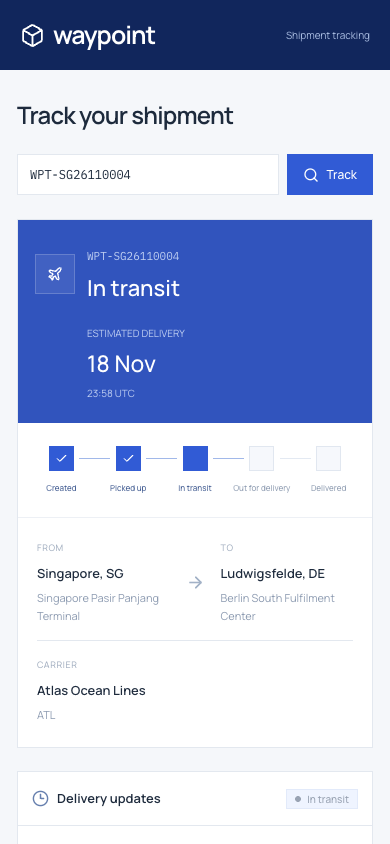 waypoint
Shipment tracking
Track your shipment
WPT-SG26110004
Track
WPT-SG26110004
In transit
ESTIMATED DELIVERY
18 Nov
23:58 UTC
Created
Picked up
In transit
Out for delivery
Delivered
FROM
Singapore, SG
Singapore Pasir Panjang
Terminal
TO
Ludwigsfelde, DE
Berlin South Fulfilment
Center
CARRIER
Atlas Ocean Lines
ATL
Delivery updates
In transit